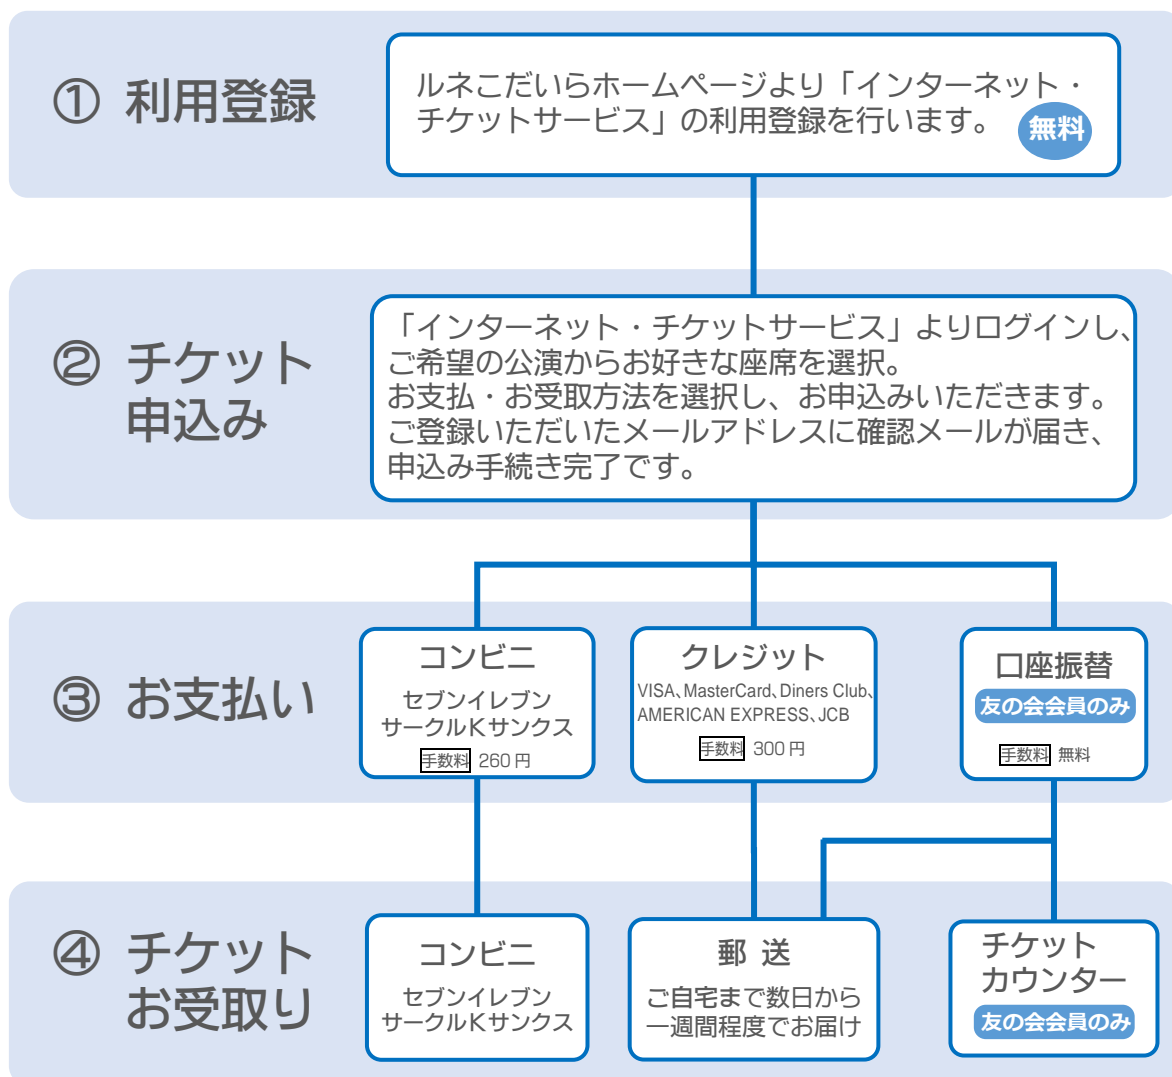 ① 利用登録
ルネこだいらホームページより「インターネット・
チケットサービス」の利用登録を行います。
無料
② チケット
申込み
「インターネット・チケットサービス」よりログインし、
ご希望の公演からお好きな座席を選択。
お支払・お受取方法を選択し、お申込みいただきます。
ご登録いただいたメールアドレスに確認メールが届き、
申込み手続き完了です。
③ お支払い
コンビニ
セブンイレブン
サークルKサンクス
手数料 260 円
クレジット
VISA、MasterCard、Diners Club、
AMERICAN EXPRESS、JCB
手数料 300 円
口座振替
友の会会員のみ
手数料 無料
④ チケット
お受取り
コンビニ
セブンイレブン
サークルKサンクス
郵 送
ご自宅まで数日から
一週間程度でお届け
チケット
カウンター
友の会会員のみ